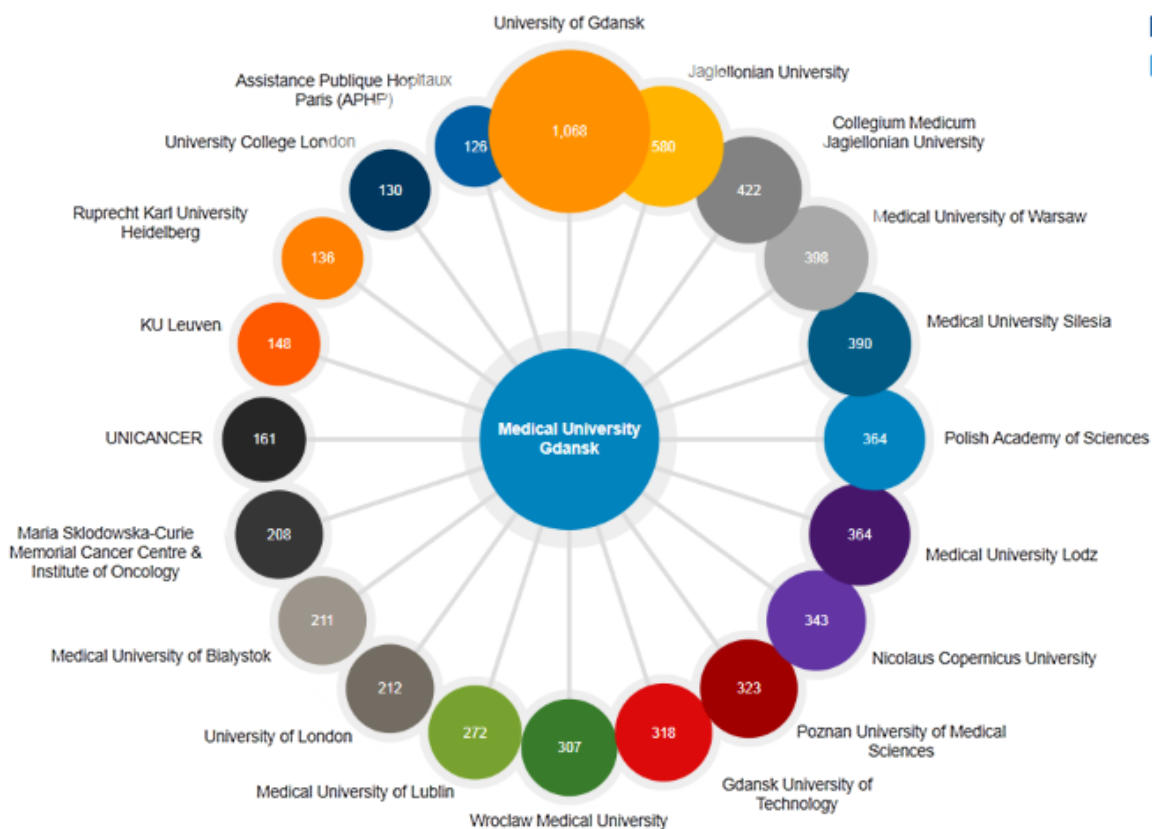 University of Gdansk
1,068
Jagiellonian University
580
Collegium Medicum
Jagiellonian University
422
Medical University of Warsaw
398
Medical University Silesia
390
Polish Academy of Sciences
364
Medical University Lodz
364
Nicolaus Copernicus University
343
Poznan University of Medical
Sciences
323
Gdansk University of
Technology
318
Wroclaw Medical University
307
Medical University of Lublin
272
University of London
212
Medical University of Bialystok
211
Maria Sklodowska-Curie
Memorial Cancer Centre &
Institute of Oncology
208
UNICANCER
161
KU Leuven
148
Ruprecht Karl University
Heidelberg
136
University College London
130
Assistance Publique Hopitaux
Paris (APHP)
126
Medical University
Gdansk